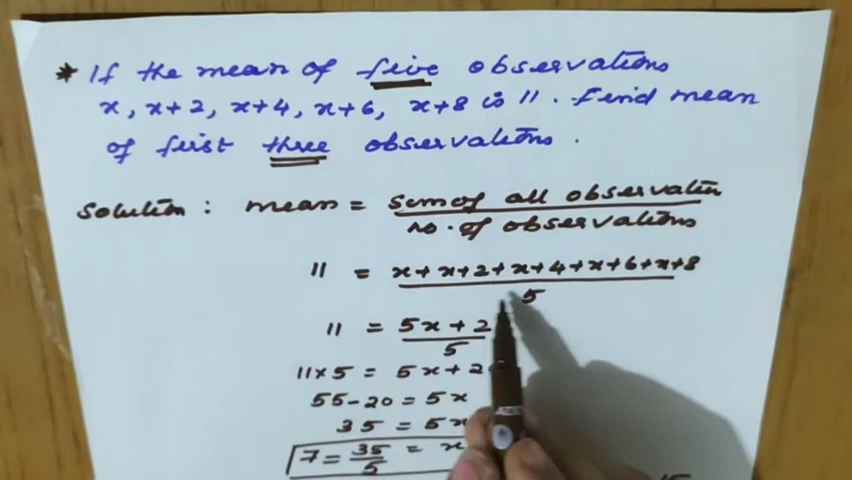 * If the mean of five observations
x, x+2, x+4, x+6, x+8 is 11. Find mean
of first three observations.
Solution : mean = sum of all observation
no. of observations
11 = x+x+2+x+4+x+6+x+8
5
11 = 5x+2
5
11×5 = 5x+2
55-20 = 5x
35 = 5x
7 = 35 = x
5